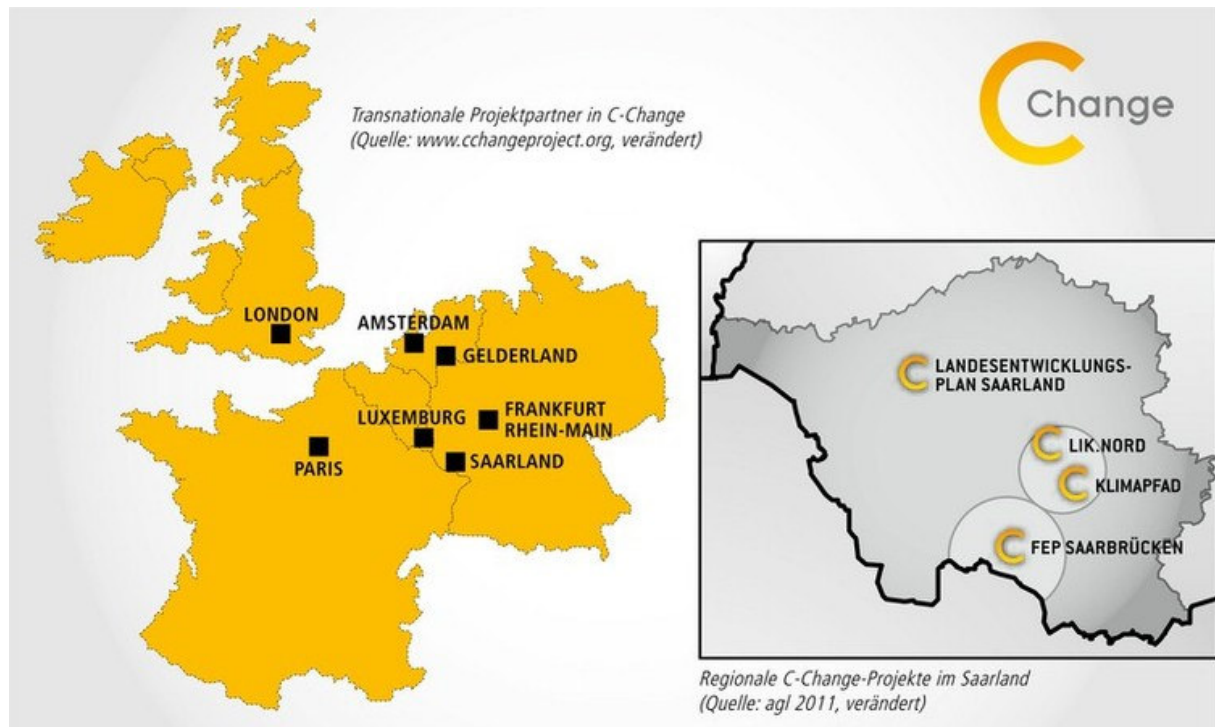 Transnationale Projektpartner in C-Change
(Quelle: www.cchangeproject.org, verändert)
C Change
LONDON
AMSTERDAM
GELDERLAND
LUXEMBURG
FRANKFURT
RHEIN-MAIN
PARIS
SAARLAND
LANDESENTWICKLUNGS-
PLAN SAARLAND
LIK.NORD
KLIMAPFAD
FEP SAARBRÜCKEN
Regionale C-Change-Projekte im Saarland
(Quelle: agl 2011, verändert)